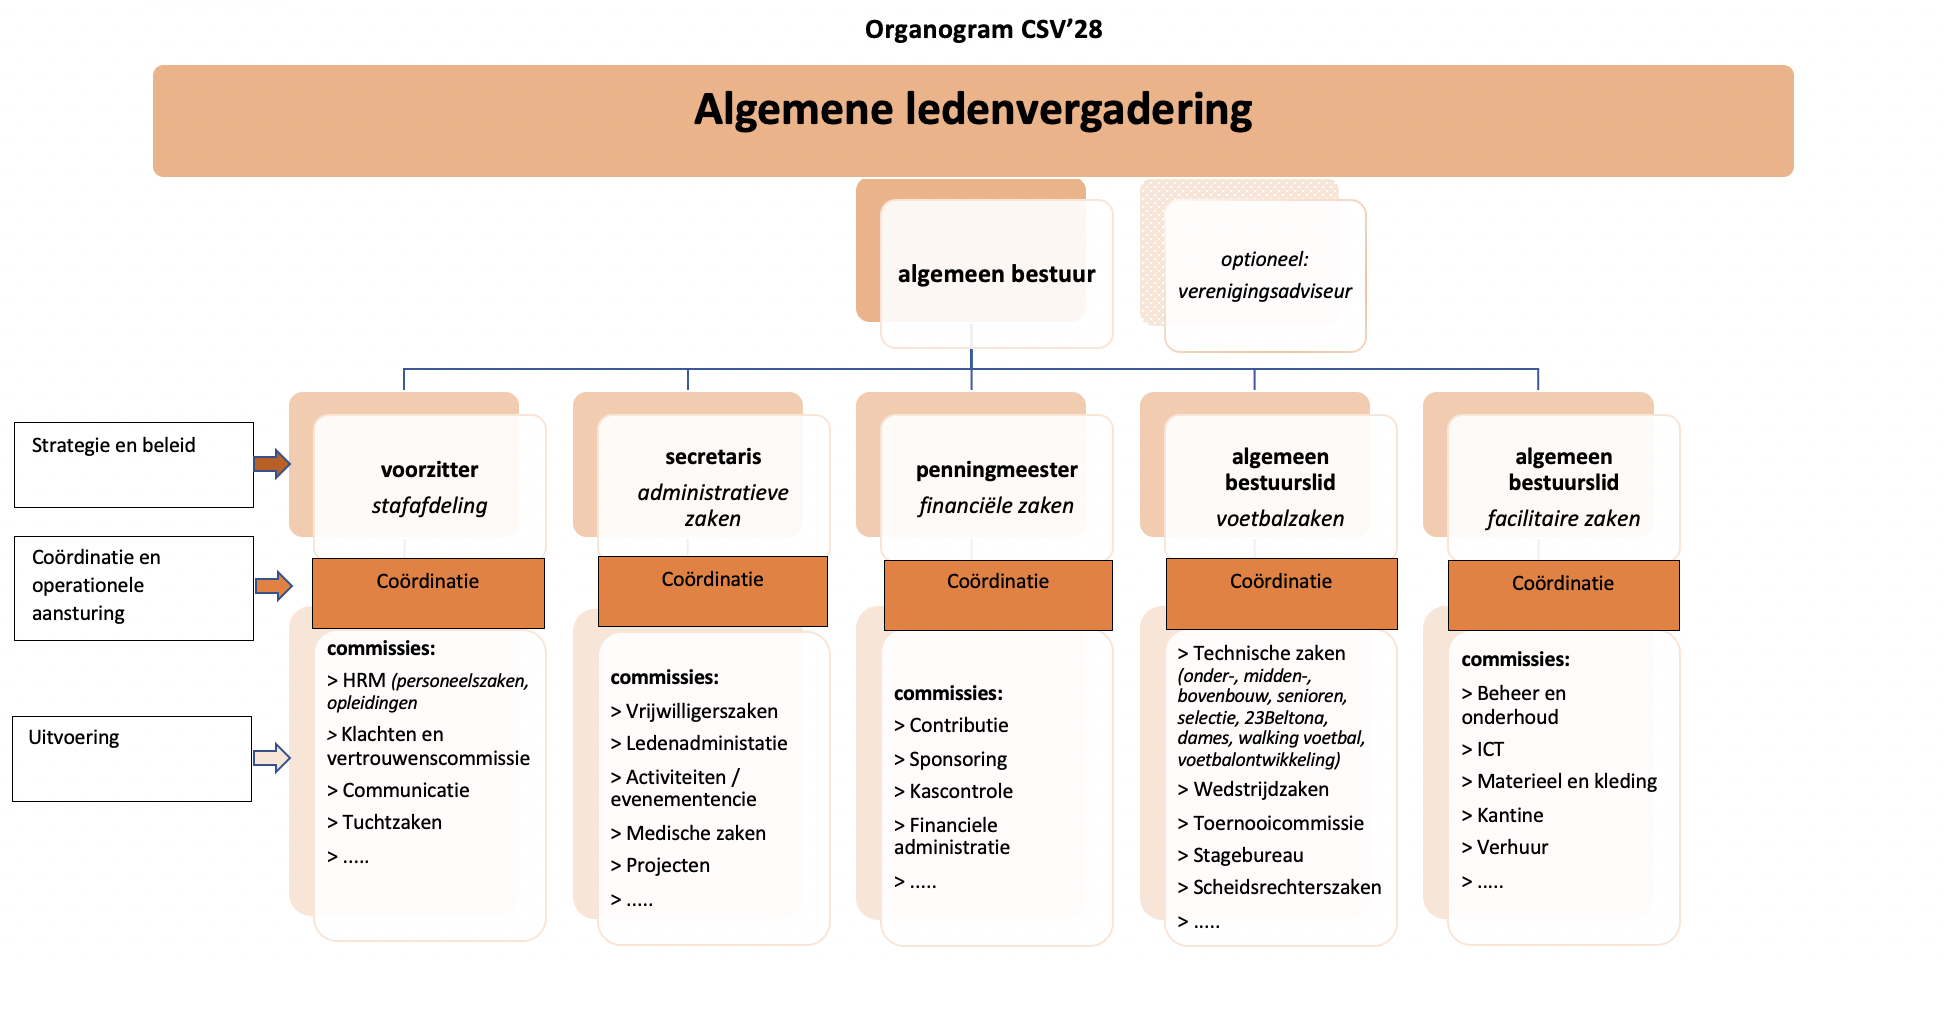 Organogram CSV’28
Algemene ledenvergadering
algemeen bestuur
optioneel:
verenigingsadviseur
Strategie en beleid
voorzitter
stafafdeling
secretaris
administratieve
zaken
penningmeester
financiële zaken
algemeen
bestuurslid
voetbalzaken
algemeen
bestuurslid
facilitaire zaken
Coördinatie en
operationele
aansturing
Coördinatie
Coördinatie
Coördinatie
Coördinatie
Coördinatie
Uitvoering
commissies:
> HRM (personeelszaken,
opleidingen
> Klachten en
vertrouwenscommissie
> Communicatie
> Tuchtzaken
> .....
commissies:
> Vrijwilligerszaken
> Ledenadministatie
> Activiteiten /
evenemententencie
> Medische zaken
> Projecten
> .....
commissies:
> Contributie
> Sponsoring
> Kascontrole
> Financiele
administratie
> .....
> Technische zaken
(onder-, midden-,
bovenbouw, senioren,
selectie, 23Beltona,
dames, walking voetbal,
voetbalontwikkeling)
> Wedstrijdzaken
> Toernooicommissie
> Stagebureau
> Scheidsrechterszaken
> .....
commissies:
> Beheer en
onderhoud
> ICT
> Materieel en kleding
> Kantine
> Verhuur
> .....